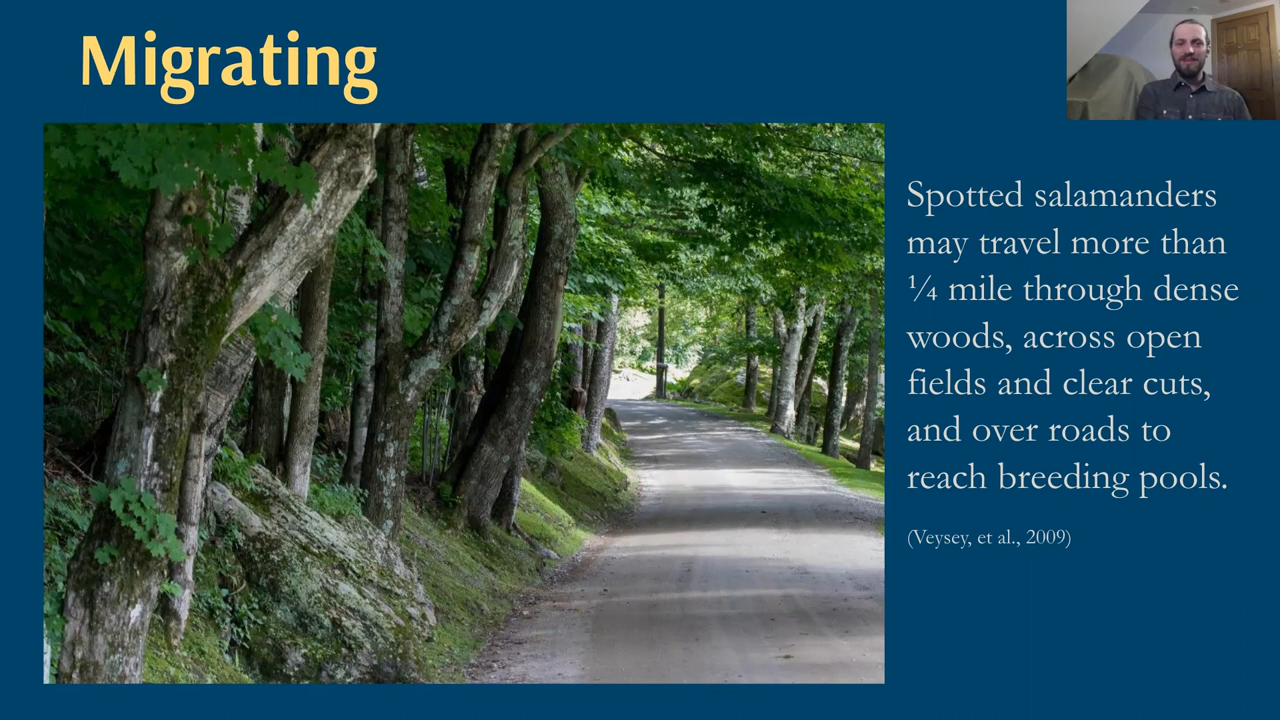 Migrating
Spotted salamanders
may travel more than
¼ mile through dense
woods, across open
fields and clear cuts,
and over roads to
reach breeding pools.
(Veysey, et al., 2009)